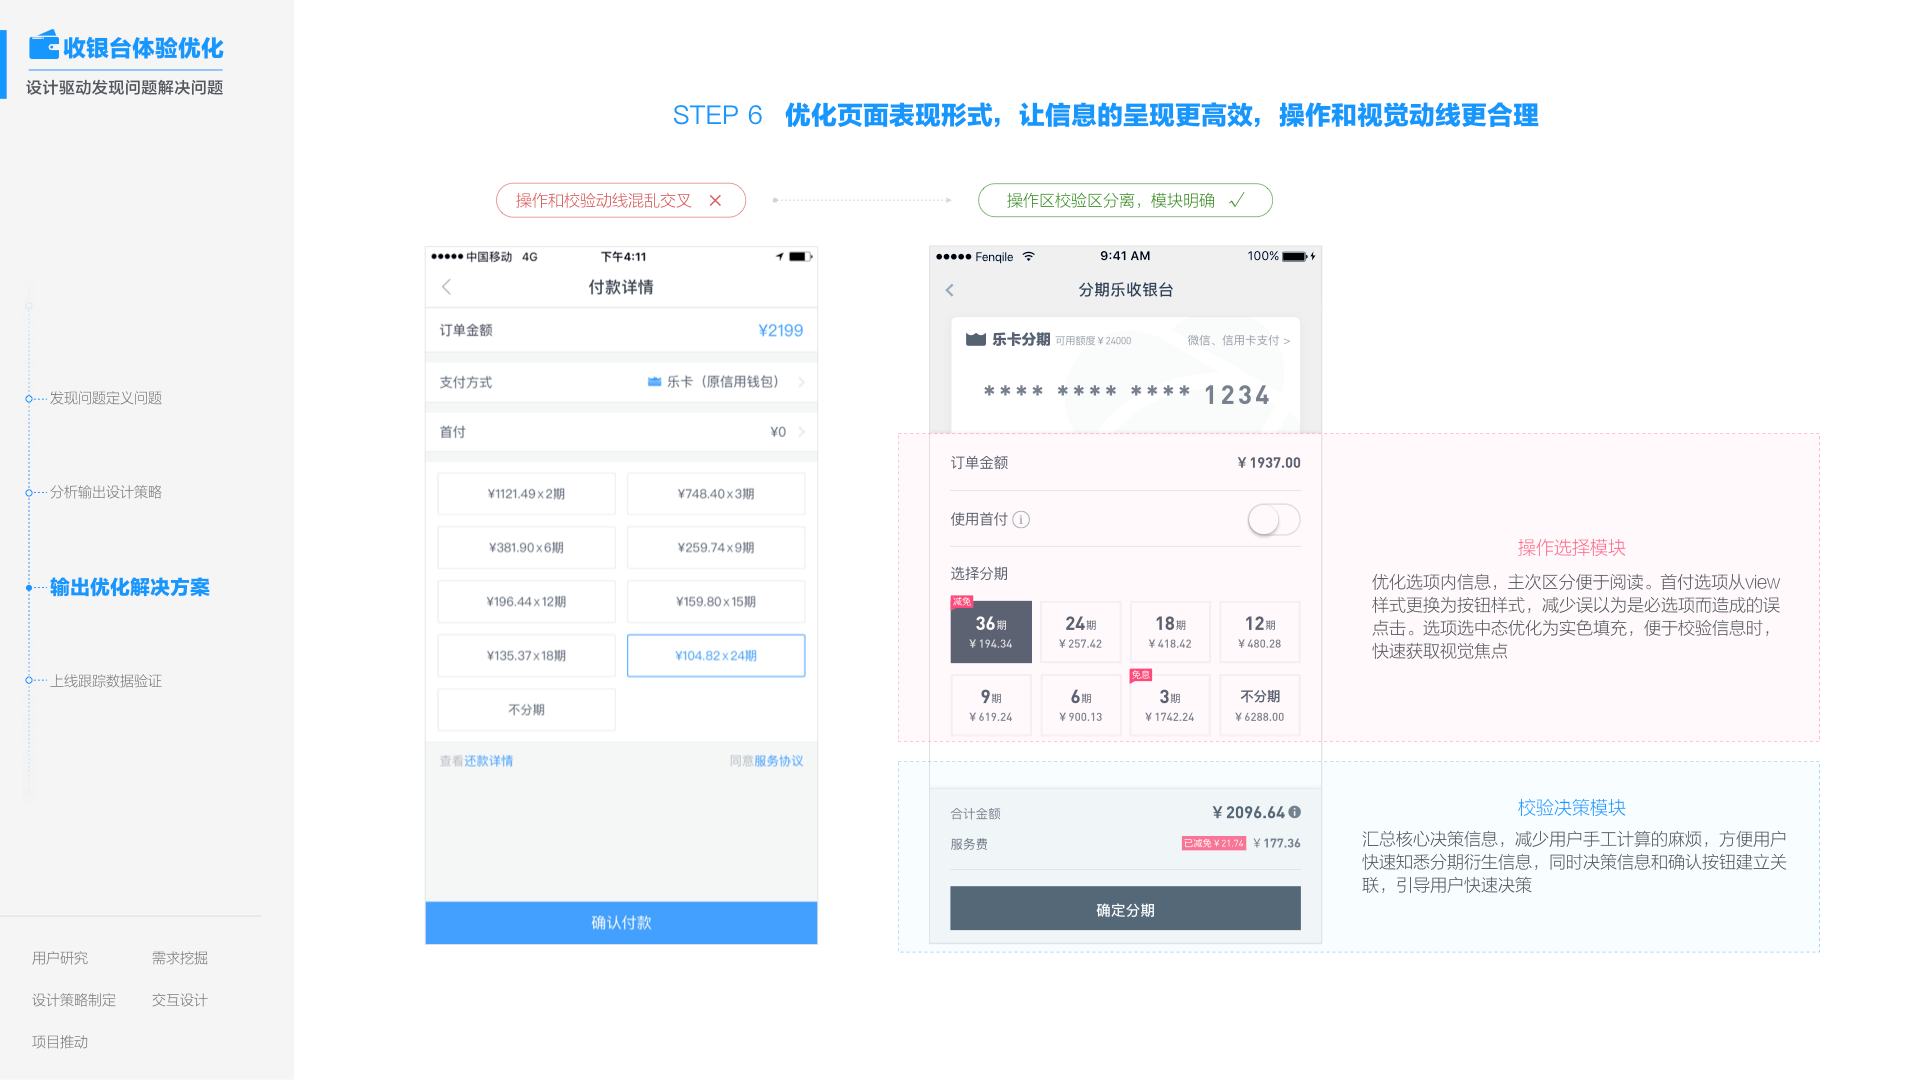 收银台体验优化
设计驱动发现问题解决问题
发现问题定义问题
分析输出设计策略
输出优化解决方案
上线跟踪数据验证
用户研究 需求挖掘
设计策略制定 交互设计
项目推动
STEP 6 优化页面表现形式，让信息的呈现更高效，操作和视觉动线更合理
操作和校验动线混乱交叉
操作区校验区分离，模块明确
中国移动 4G 下午4:11
付款详情
订单金额 ¥2199
支付方式 乐卡（原信用钱包）
首付 ¥0
¥1121.49x2期 ¥748.40x3期
¥381.90x6期 ¥259.74x9期
¥196.44x12期 ¥159.80x15期
¥135.37x18期 ¥104.82x24期
不分期
查看还款详情 同意服务协议
确认付款
Fenqile 9:41 AM 100%
分期乐收银台
乐卡分期 可用额度¥24000 微信、信用卡支付 >
**** **** **** 1234
订单金额 ¥1937.00
使用首付
选择分期
减免
36期 24期 18期 12期
¥194.34 ¥257.42 ¥418.42 ¥480.28
免息
9期 6期 3期 不分期
¥619.24 ¥900.13 ¥1742.24 ¥6288.00
合计金额 ¥2096.64
服务费 已减免¥21.74 ¥177.36
确定分期
操作选择模块
优化选项内信息，主次区分便于阅读。首付选项从view
样式更换为按钮样式，减少误以为是必选项而造成的误
点击。选项选中态优化为实色填充，便于校验信息时，
快速获取视觉焦点
校验决策模块
汇总核心决策信息，减少用户手工计算的麻烦，方便用户
快速知悉分期衍生信息，同时决策信息和确认按钮建立关
联，引导用户快速决策